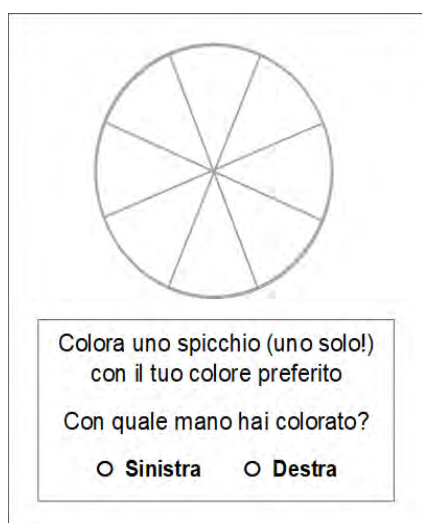 Colora uno spicchio (uno solo!)
con il tuo colore preferito
Con quale mano hai colorato?
Sinistra Destra